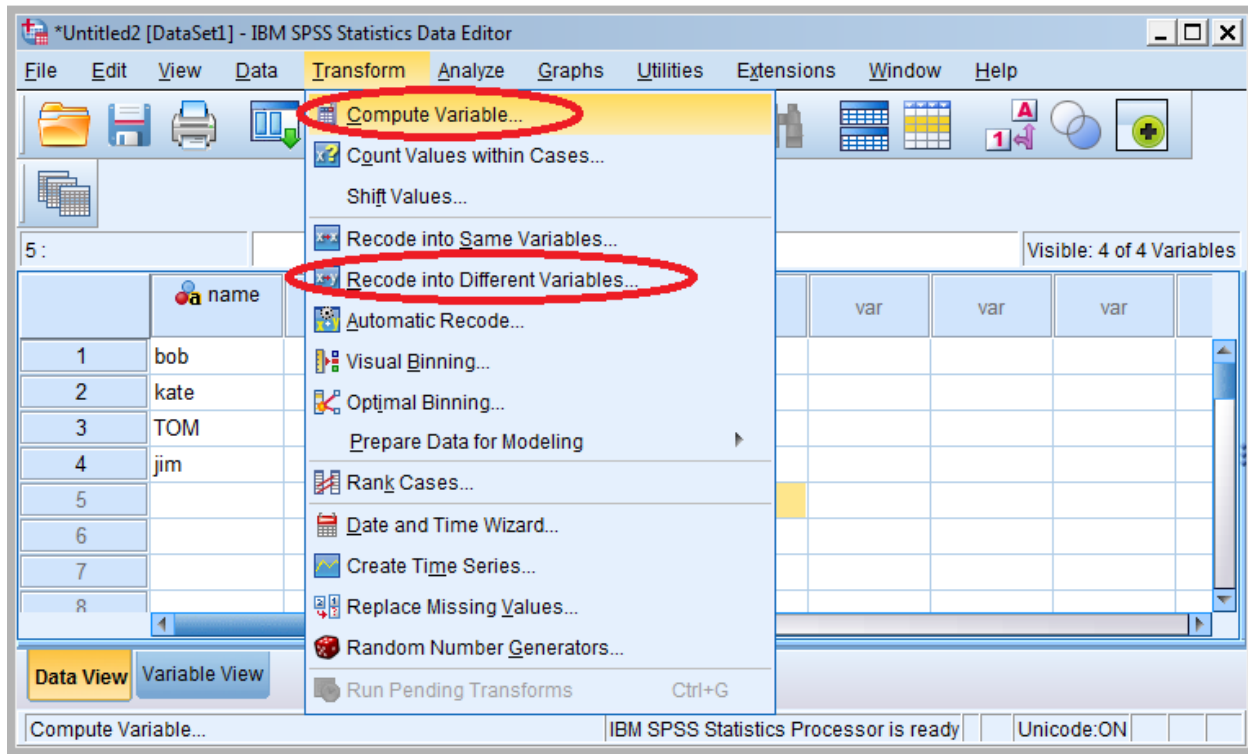 *Untitled2 [DataSet1] - IBM SPSS Statistics Data Editor
File Edit View Data Transform Analyze Graphs Utilities Extensions Window Help
Compute Variable...
Count Values within Cases...
Shift Values...
Recode into Same Variables...
Recode into Different Variables...
Automatic Recode...
Visual Binning...
Optimal Binning...
Prepare Data for Modeling
Rank Cases...
Date and Time Wizard...
Create Time Series...
Replace Missing Values...
Random Number Generators...
Run Pending Transforms Ctrl+G
A
1
5 : Visible: 4 of 4 Variables
a name var var var
1 bob
2 kate
3 TOM
4 jim
5
6
7
8
Data View Variable View
Compute Variable... IBM SPSS Statistics Processor is ready Unicode:ON